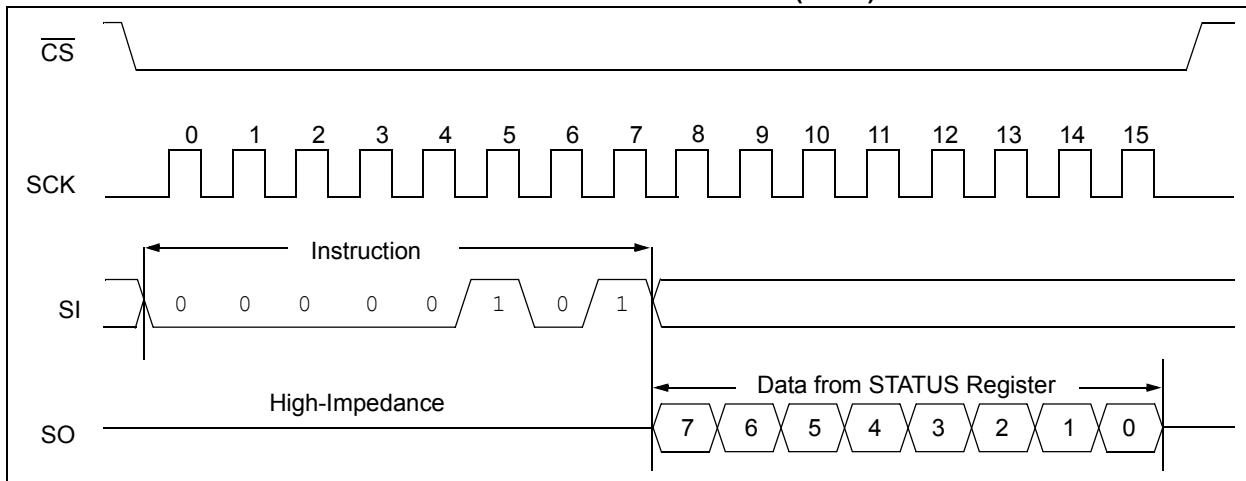 CS
0 1 2 3 4 5 6 7 8 9 10 11 12 13 14 15
SCK
Instruction
SI 0 0 0 0 0 1 0 1
Data from STATUS Register
High-Impedance
SO 7 6 5 4 3 2 1 0